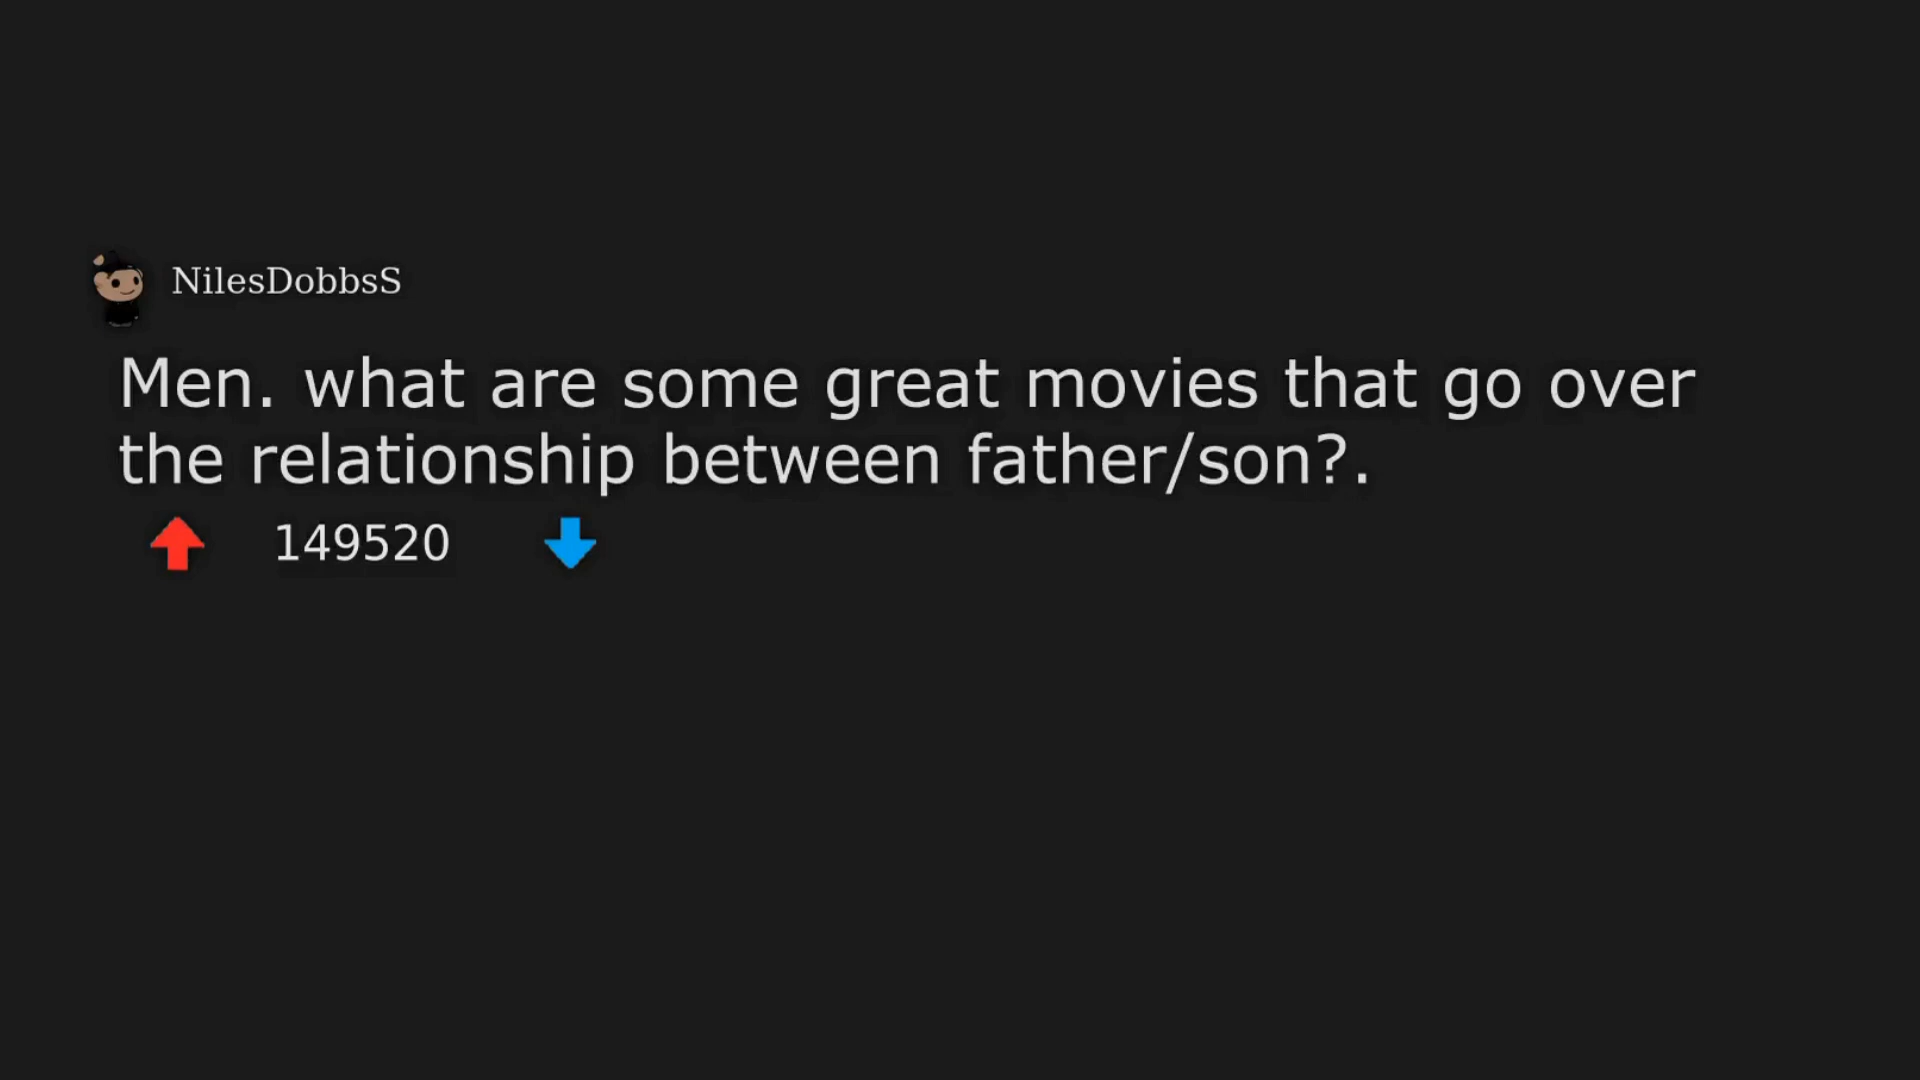 NilesDobbsS
Men. what are some great movies that go over
the relationship between father/son?.
149520